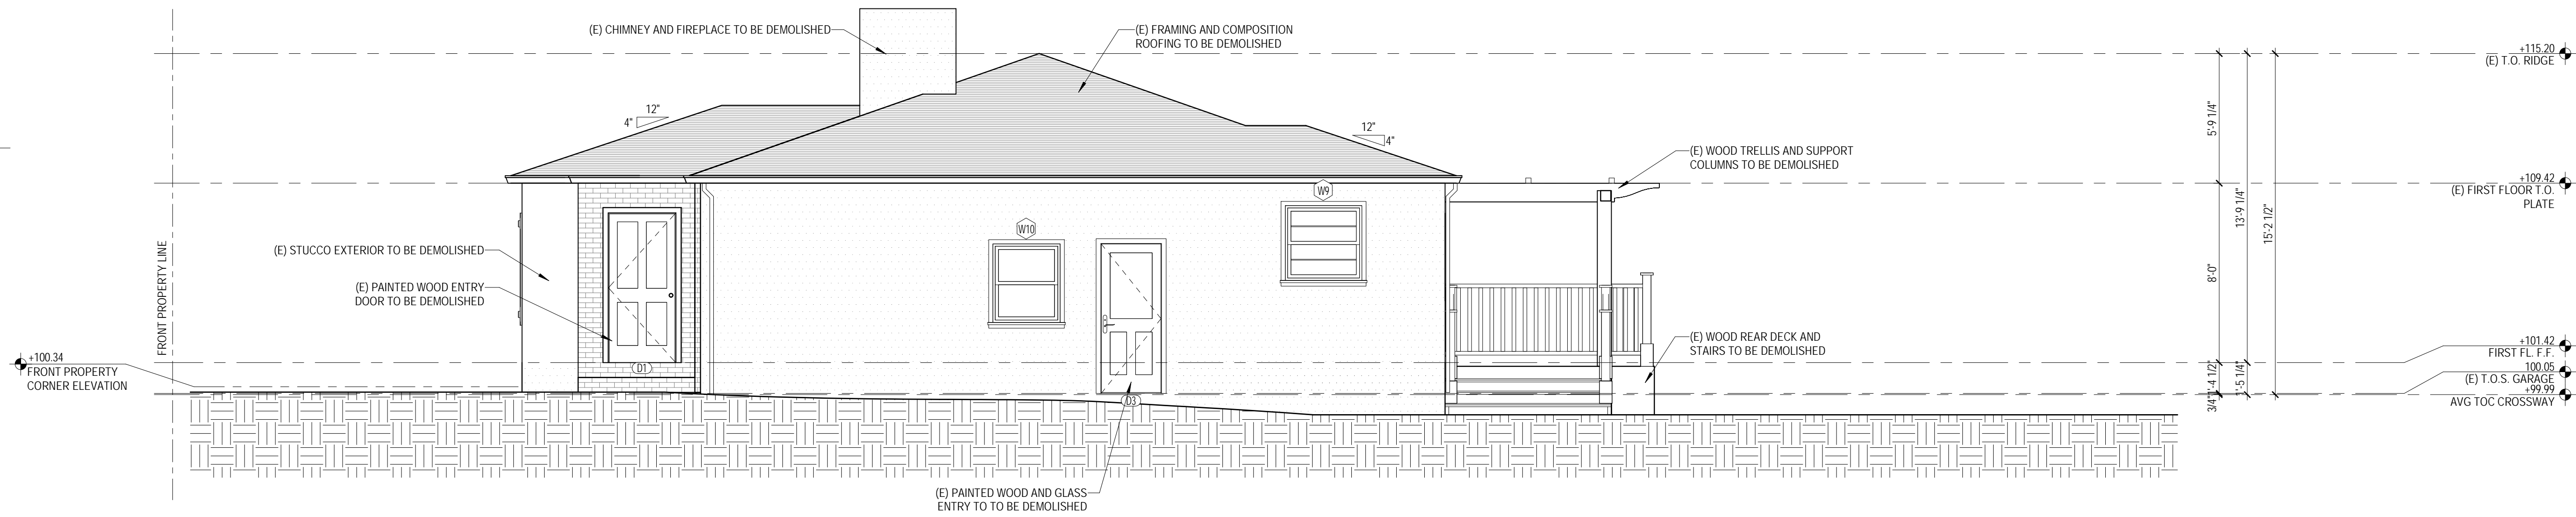 (E) CHIMNEY AND FIREPLACE TO BE DEMOLISHED
(E) FRAMING AND COMPOSITION
ROOFING TO BE DEMOLISHED
+115.20
(E) T.O. RIDGE
12"
4"
12"
4"
5'-9 1/4"
(E) WOOD TRELLIS AND SUPPORT
COLUMNS TO BE DEMOLISHED
W9
+109.42
(E) FIRST FLOOR T.O.
PLATE
W10
13'-9 1/4"
15'-2 1/2"
FRONT PROPERTY LINE
(E) STUCCO EXTERIOR TO BE DEMOLISHED
(E) PAINTED WOOD ENTRY
DOOR TO BE DEMOLISHED
8'-0"
(E) WOOD REAR DECK AND
STAIRS TO BE DEMOLISHED
+101.42
FIRST FL. F.F.
+100.34
FRONT PROPERTY
CORNER ELEVATION
D1
100.05
(E) T.O.S. GARAGE
+99.99
AVG TOC CROSSWAY
1'-4 1/2"
3/4"
1'-5 1/4"
D3
(E) PAINTED WOOD AND GLASS
ENTRY TO TO BE DEMOLISHED